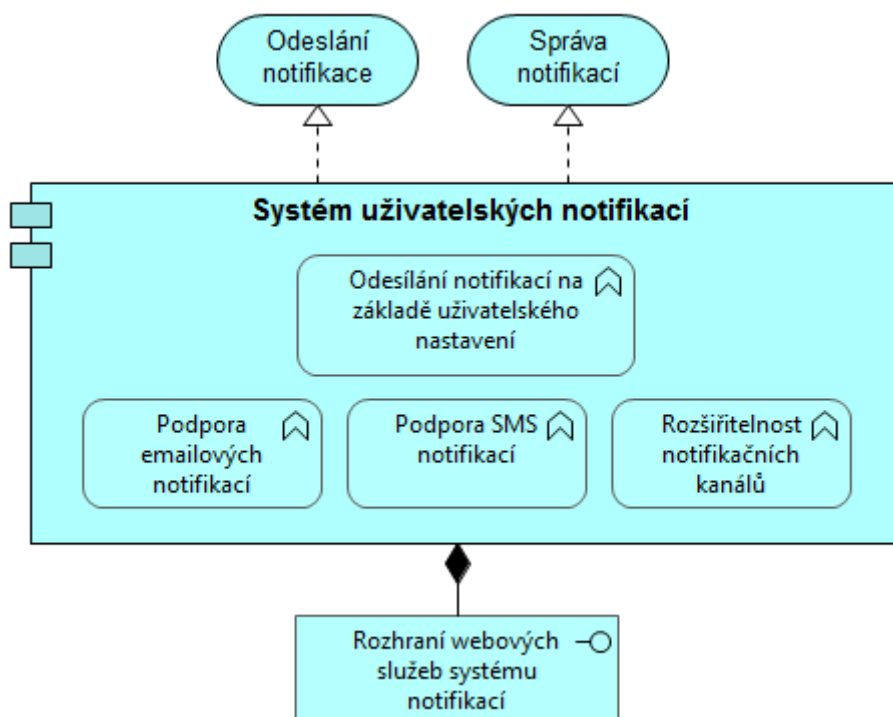 Odeslání
notifikace
Správa
notifikací
Systém uživatelských notifikací
Odesílání notifikací na
základě uživatelského
nastavení
Podpora
emailových
notifikací
Podpora SMS
notifikací
Rozšiřitelnost
notifikačních
kanálů
Rozhraní webových
služeb systému
notifikací